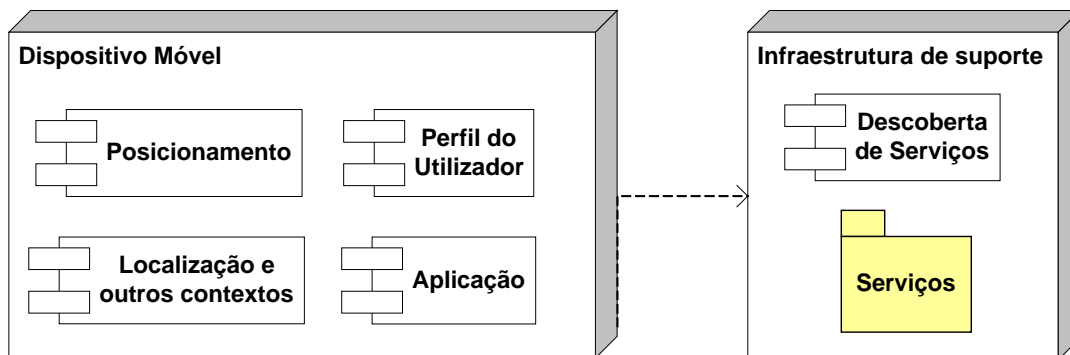 Dispositivo Móvel
Posicionamento
Perfil do
Utilizador
Localização e
outros contextos
Aplicação
Infraestrutura de suporte
Descoberta
de Serviços
Serviços